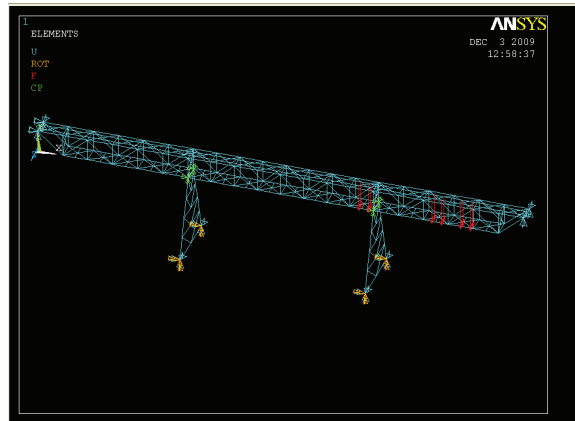 1
ELEMENTS
U
ROT
F
CP
ANSYS
DEC 3 2009
12:58:37
X